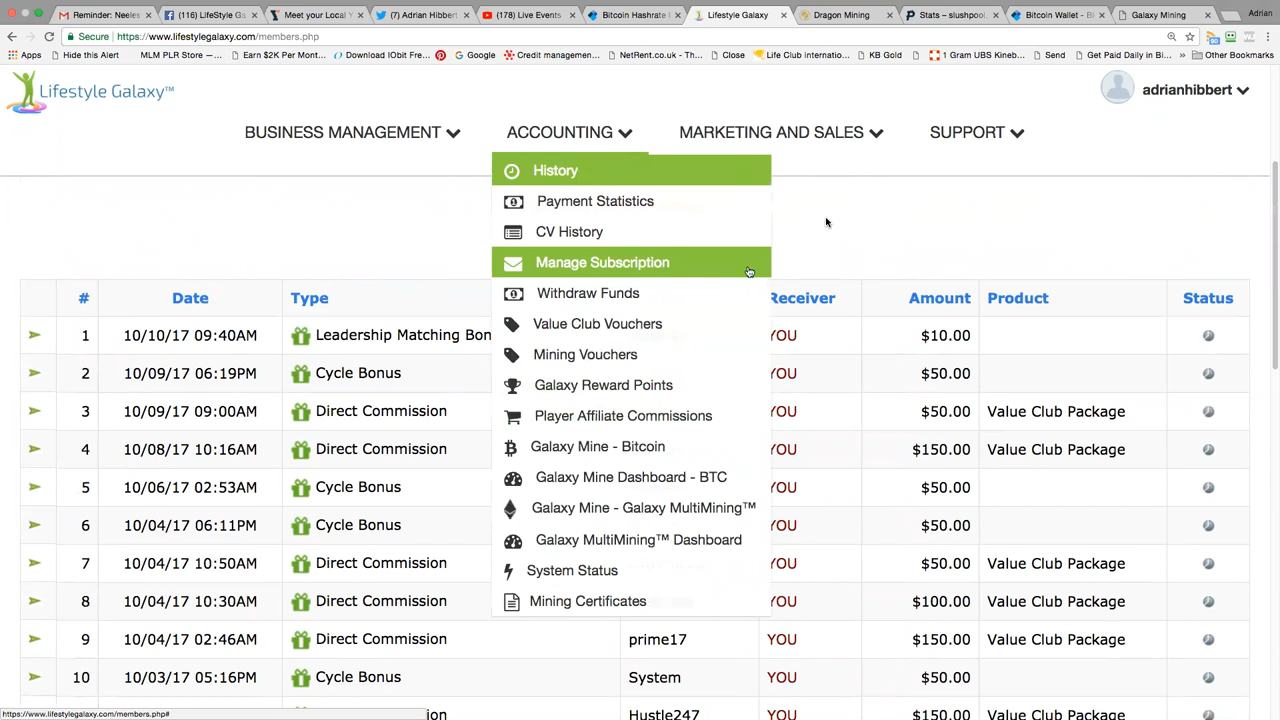 Reminder: Neeles
(116) LifeStyle Ga
Meet your Local Y
(7) Adrian Hibbert
(178) Live Events
Bitcoin Hashrate
Lifestyle Galaxy
Dragon Mining
Stats – slushpool.
Bitcoin Wallet - B
Galaxy Mining
Adrian
Secure
https://www.lifestylegalaxy.com/members.php
Apps
Hide this Alert
MLM PLR Store —...
Earn $2K Per Mont...
Download IObit Fre...
Google
Credit managemen...
NetRent.co.uk - Th...
Close
Life Club internatio...
KB Gold
1 Gram UBS Kineb...
Send
Get Paid Daily in Bi...
»
Other Bookmarks
Lifestyle Galaxy™
adrianhibbert
BUSINESS MANAGEMENT
ACCOUNTING
MARKETING AND SALES
SUPPORT
History
Payment Statistics
CV History
Manage Subscription
Withdraw Funds
Value Club Vouchers
Mining Vouchers
Galaxy Reward Points
Player Affiliate Commissions
Galaxy Mine - Bitcoin
Galaxy Mine Dashboard - BTC
Galaxy Mine - Galaxy MultiMining™
Galaxy MultiMining™ Dashboard
System Status
Mining Certificates
# Date Type Receiver Amount Product Status
1 10/10/17 09:40AM Leadership Matching Bon YOU $10.00
2 10/09/17 06:19PM Cycle Bonus YOU $50.00
3 10/09/17 09:00AM Direct Commission YOU $50.00 Value Club Package
4 10/08/17 10:16AM Direct Commission YOU $150.00 Value Club Package
5 10/06/17 02:53AM Cycle Bonus YOU $50.00
6 10/04/17 06:11PM Cycle Bonus YOU $50.00
7 10/04/17 10:50AM Direct Commission YOU $50.00 Value Club Package
8 10/04/17 10:30AM Direct Commission YOU $100.00 Value Club Package
9 10/04/17 02:46AM Direct Commission prime17 YOU $150.00 Value Club Package
10 10/03/17 05:16PM Cycle Bonus System YOU $50.00
ion Hustle247 YOU $150.00 Value Club Package
https://www.lifestylegalaxy.com/members.php#